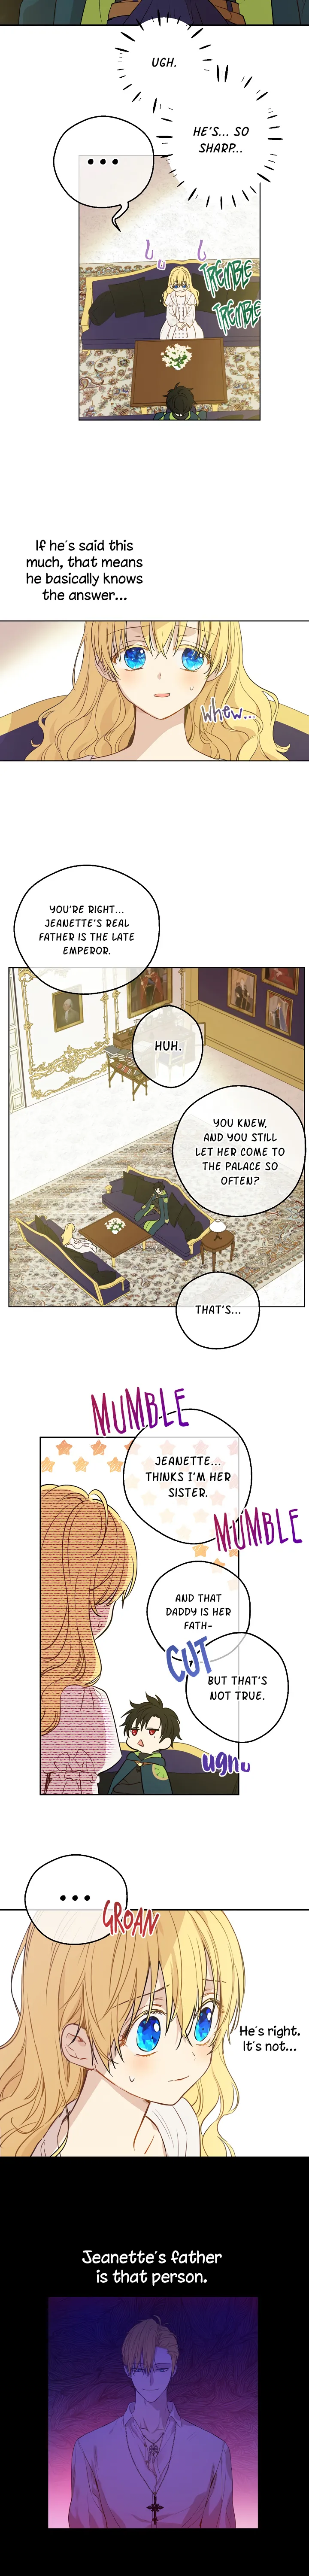 UGH.
HE'S... SO
SHARP...
...
TREMBLE
TREMBLE
If he's said this
much, that means
he basically knows
the answer...
whew...
YOU'RE RIGHT...
JEANETTE'S REAL
FATHER IS THE LATE
EMPEROR.
HUH.
YOU KNEW,
AND YOU STILL
LET HER COME TO
THE PALACE SO
OFTEN?
THAT'S...
MUMBLE
JEANETTE...
THINKS I'M HER
SISTER.
MUMBLE
AND THAT
DADDY IS HER
FATH-
CUT
BUT THAT'S
NOT TRUE.
ugnu
...
GROAN
He's right.
It's not...
Jeanette's father
is that person.